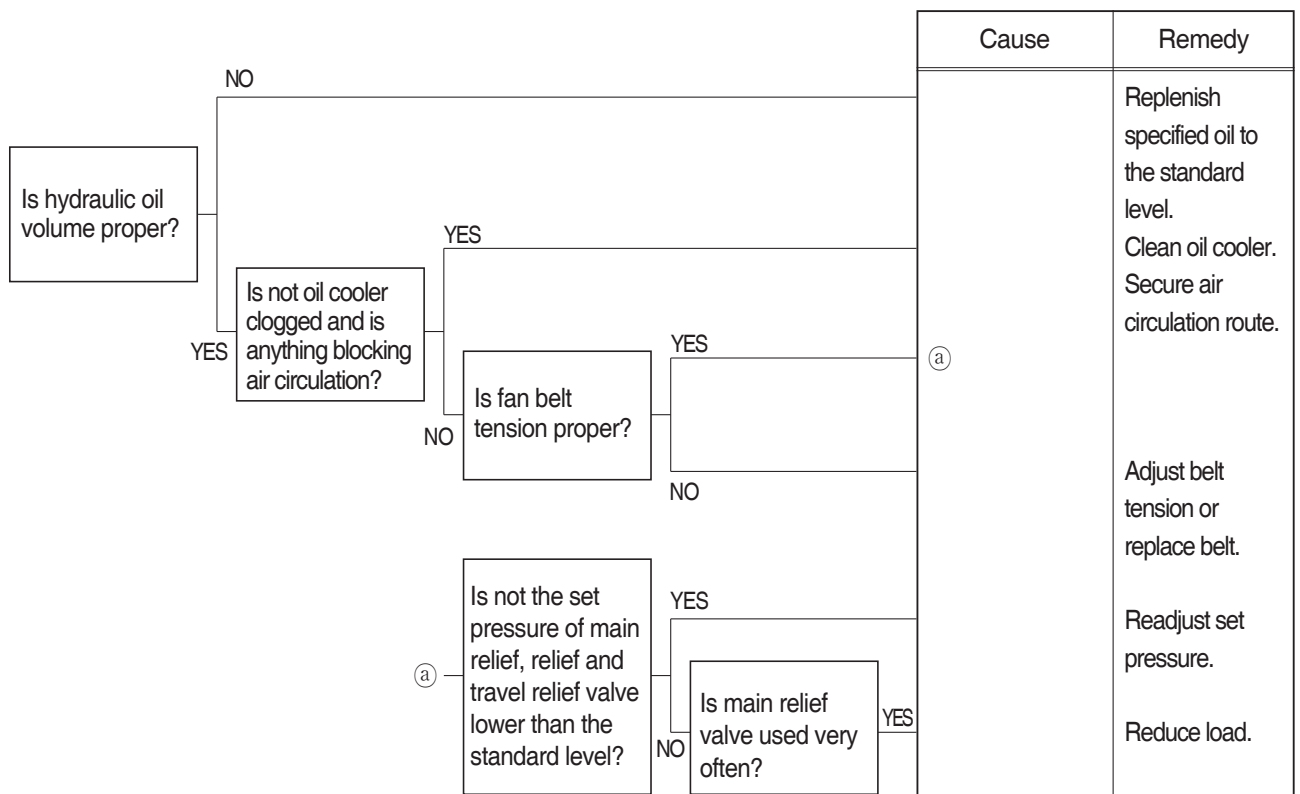 Cause
Remedy
NO
Is hydraulic oil
volume proper?
YES
Is not oil cooler
clogged and is
anything blocking
air circulation?
YES
NO
Is fan belt
tension proper?
YES
ⓐ
NO
Replenish
specified oil to
the standard
level.
Clean oil cooler.
Secure air
circulation route.
Adjust belt
tension or
replace belt.
ⓐ
Is not the set
pressure of main
relief, relief and
travel relief valve
lower than the
standard level?
YES
NO
Is main relief
valve used very
often?
YES
Readjust set
pressure.
Reduce load.